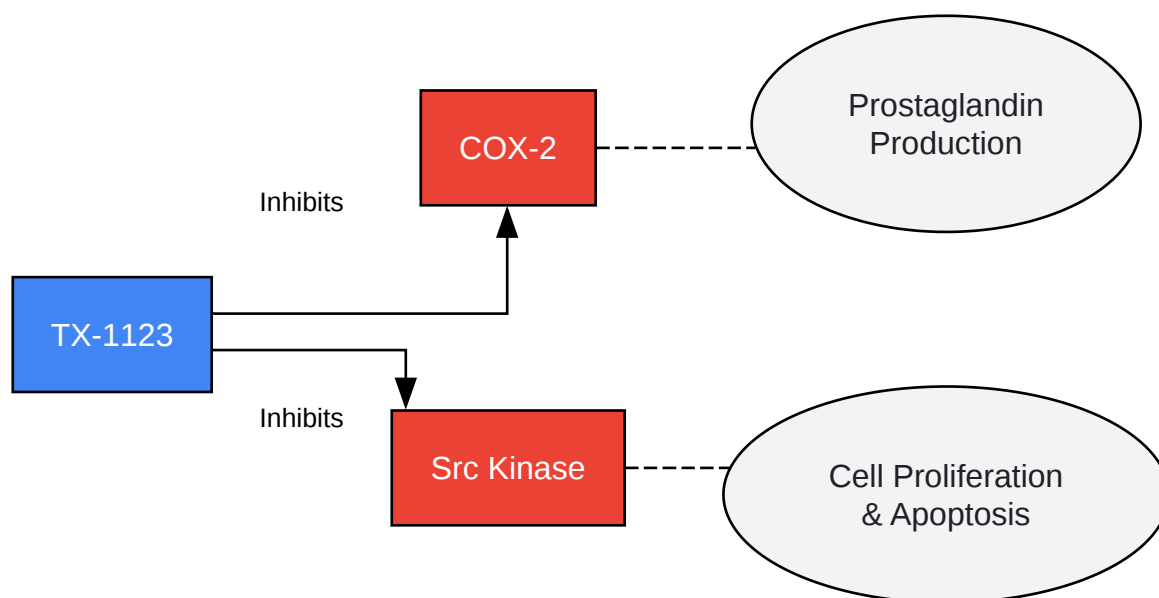 Prostaglandin
Production
COX-2
Inhibits
TX-1123
Inhibits
Src Kinase
Cell Proliferation
& Apoptosis